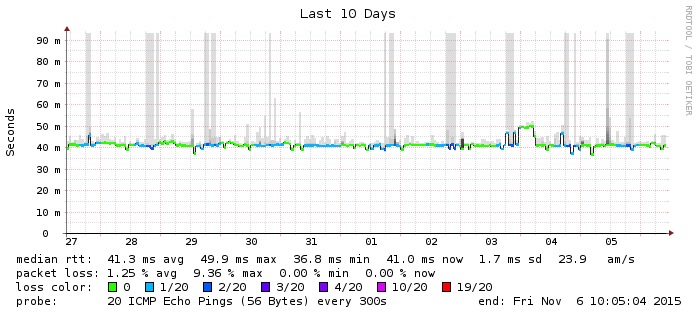 Last 10 Days
RRDTOOL / TOBI OETIKER
Seconds
90 m
80 m
70 m
60 m
50 m
40 m
30 m
20 m
10 m
0
27 28 29 30 31 01 02 03 04 05
median rtt: 41.3 ms avg 49.9 ms max 36.8 ms min 41.0 ms now 1.7 ms sd 23.9 am/s
packet loss: 1.25 % avg 9.36 % max 0.00 % min 0.00 % now
loss color: 0 1/20 2/20 3/20 4/20 10/20 19/20
probe: 20 ICMP Echo Pings (56 Bytes) every 300s end: Fri Nov 6 10:05:04 2015